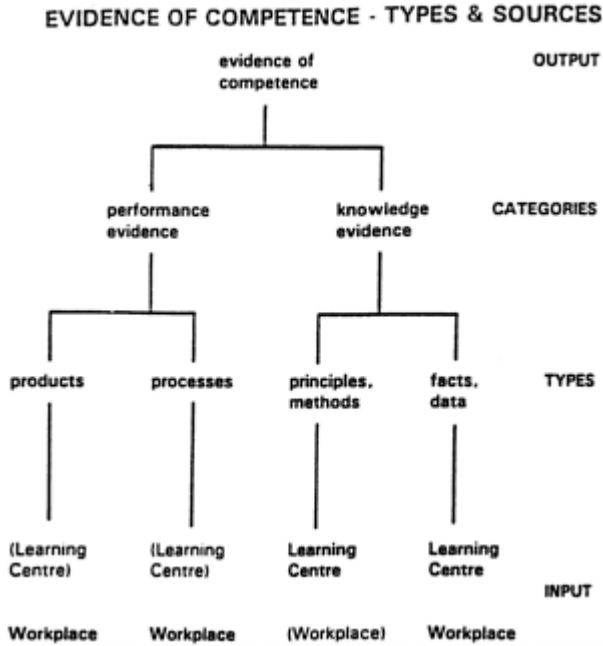 EVIDENCE OF COMPETENCE - TYPES & SOURCES
evidence of OUTPUT
competence
performance knowledge CATEGORIES
evidence evidence
products processes principles, facts, TYPES
methods data
(Learning (Learning Learning Learning
Centre) Centre) Centre Centre
INPUT
Workplace Workplace (Workplace) Workplace